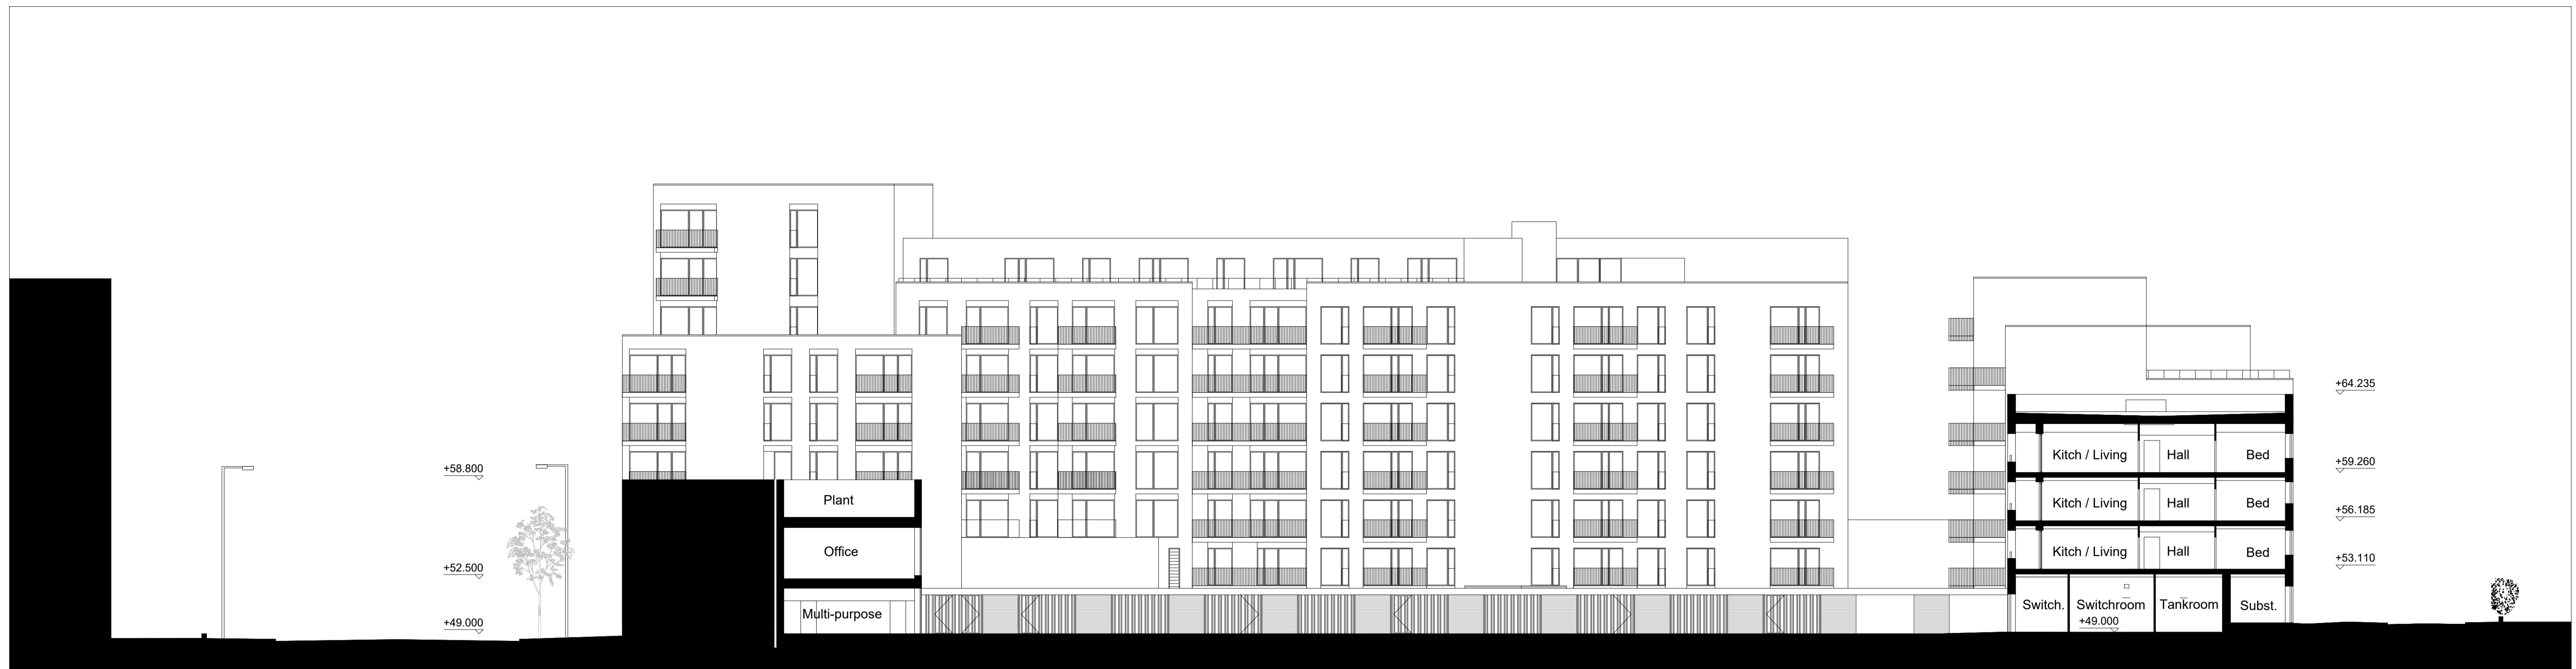 +64.235
+58.800
Kitch / Living Hall Bed
+59.260
Plant
Kitch / Living Hall Bed
+56.185
Office
Kitch / Living Hall Bed
+53.110
+52.500
Multi-purpose
Switch. Switchroom Tankroom Subst.
+49.000
+49.000